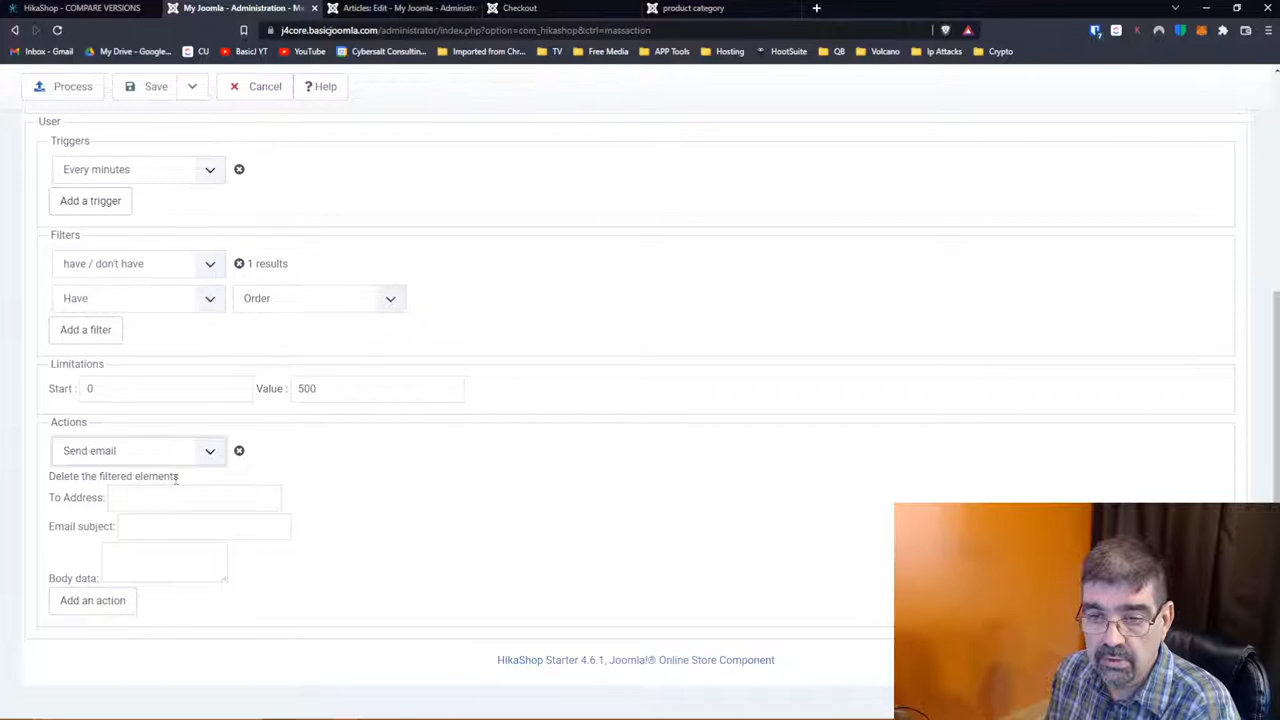 HikaShop - COMPARE VERSIONS
My Joomla - Administration - M
Articles: Edit - My Joomla - Administr
Checkout
product category
j4core.basicjoomla.com/administrator/index.php?option=com_hikashop&ctrl=massaction
Inbox - Gmail
My Drive - Google...
CU
BasicJ YT
YouTube
Cybersalt Consultin...
Imported from Chr...
TV
Free Media
APP Tools
Hosting
HootSuite
QB
Volcano
Ip Attacks
Crypto
Process
Save
Cancel
? Help
User
Triggers
Every minutes
Add a trigger
Filters
have / don't have
1 results
Have
Order
Add a filter
Limitations
Start : 0 Value : 500
Actions
Send email
Delete the filtered elements
To Address:
Email subject:
Body data:
Add an action
HikaShop Starter 4.6.1, Joomla!® Online Store Component